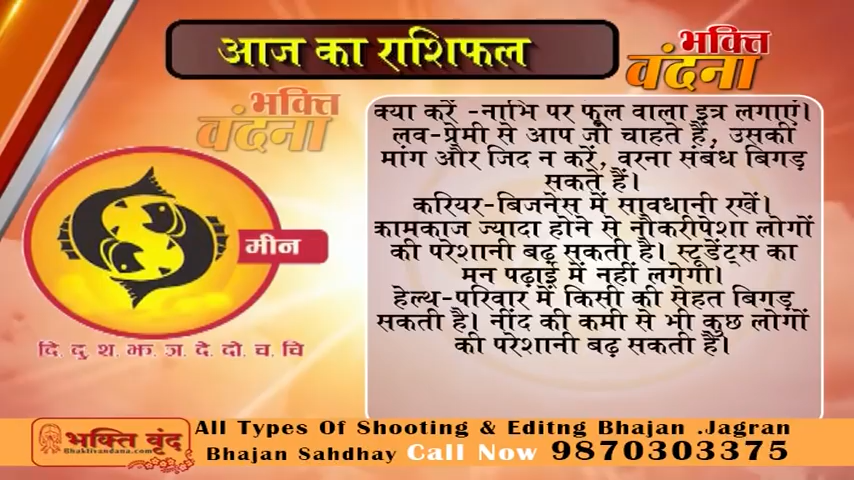 आज का राशिफल
भक्ति
वंदना
भक्ति
वंदना
क्या करें -नाभि पर फूल वाला इत्र लगाएं।
लव-प्रेमी से आप जो चाहते हैं, उसकी
मांग और जिद न करें, वरना संबंध बिगड़
सकते हैं।
करियर-बिजनेस में सावधानी रखें।
कामकाज ज्यादा होने से नौकरीपेशा लोगों
की परेशानी बढ़ सकती है। स्टूडेंट्स का
मन पढ़ाई में नहीं लगेगा।
हेल्थ-परिवार में किसी की सेहत बिगड़
सकती है। नींद की कमी से भी कुछ लोगों
की परेशानी बढ़ सकती है।
मीन
दि. दु. श. झ. ञ. दे. दो. च. चि
भक्ति वृंद
Bhaktivandana.com
All Types Of Shooting & Editng Bhajan .Jagran
Bhajan Sahdhay Call Now 9870303375